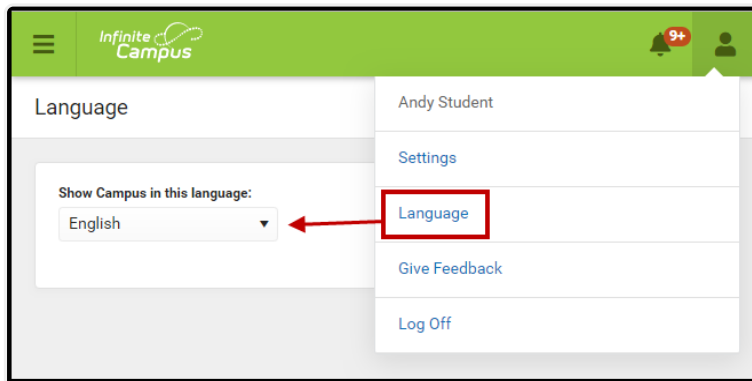 Infinite
Campus
9+
Language
Andy Student
Settings
Show Campus in this language:
English
Language
Give Feedback
Log Off